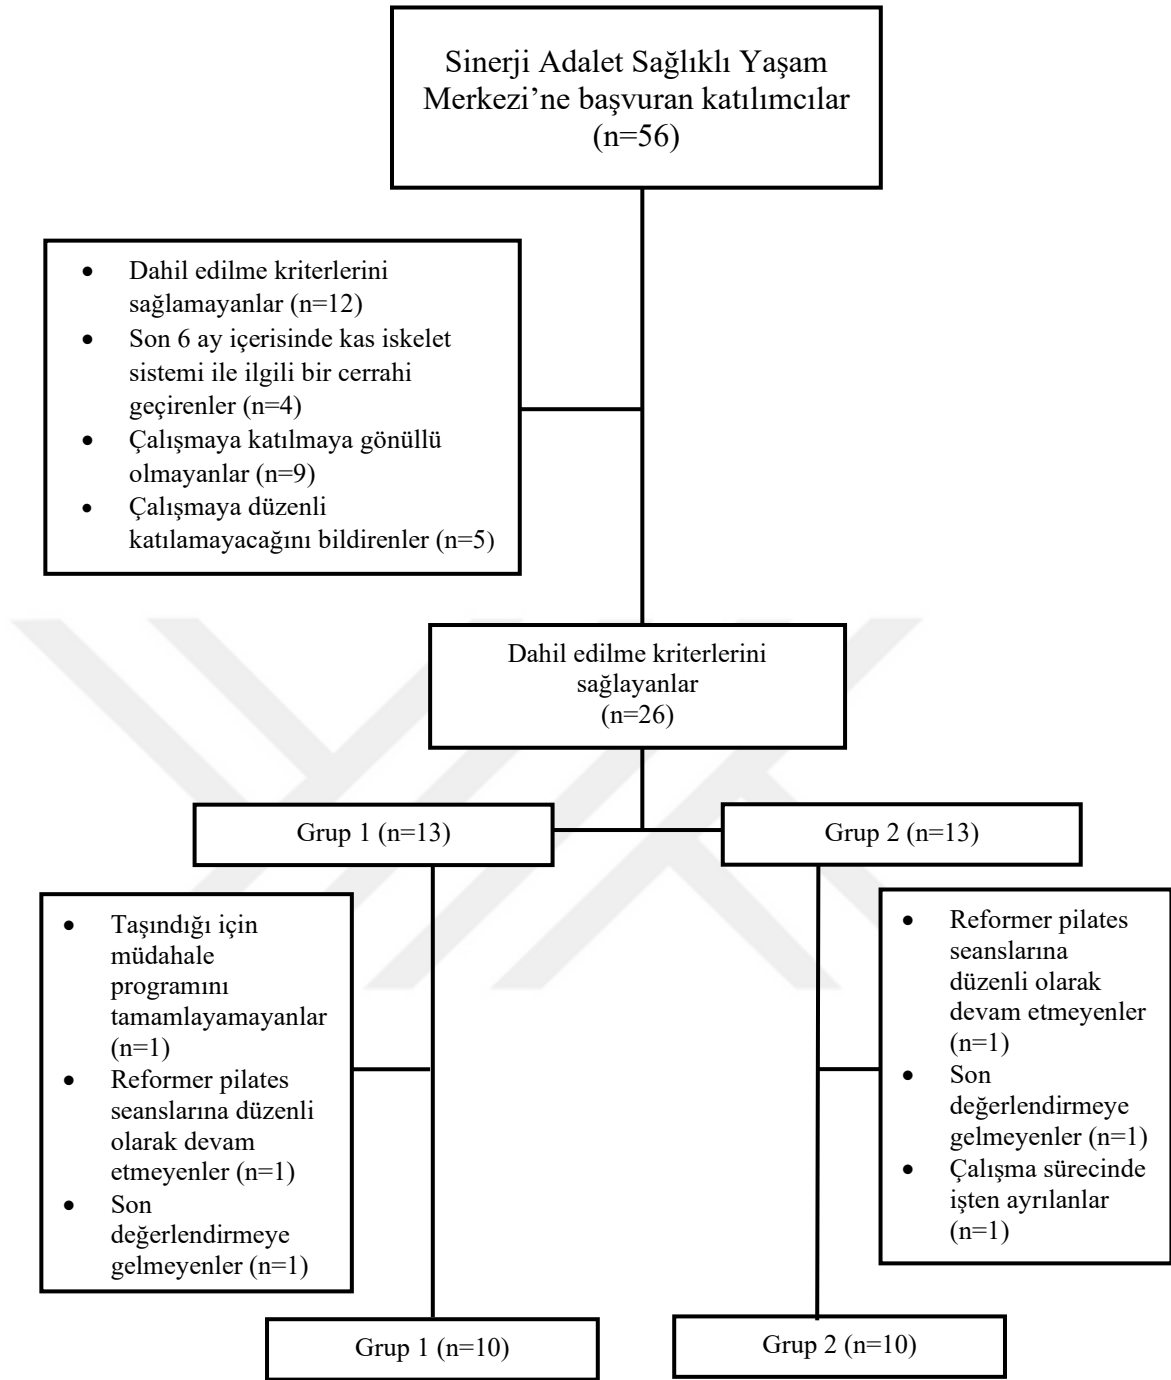 Sinerji Adalet Sağlıklı Yaşam
Merkezi’ne başvuran katılımcılar
(n=56)
• Dahil edilme kriterlerini
sağlamayanlar (n=12)
• Son 6 ay içerisinde kas iskelet
sistemi ile ilgili bir cerrahi
geçirenler (n=4)
• Çalışmaya katılmaya gönüllü
olmayanlar (n=9)
• Çalışmaya düzenli
katılamayacağını bildirenler (n=5)
Dahil edilme kriterlerini
sağlayanlar
(n=26)
Grup 1 (n=13)
Grup 2 (n=13)
• Taşındığı için
müdahale
programını
tamamlayamayanlar
(n=1)
• Reformer pilates
seanslarına düzenli
olarak devam
etmeyenler (n=1)
• Son
değerlendirmeye
gelmeyenler (n=1)
• Reformer pilates
seanslarına
düzenli olarak
devam etmeyenler
(n=1)
• Son
değerlendirmeye
gelmeyenler (n=1)
• Çalışma sürecinde
işten ayrılanlar
(n=1)
Grup 1 (n=10)
Grup 2 (n=10)